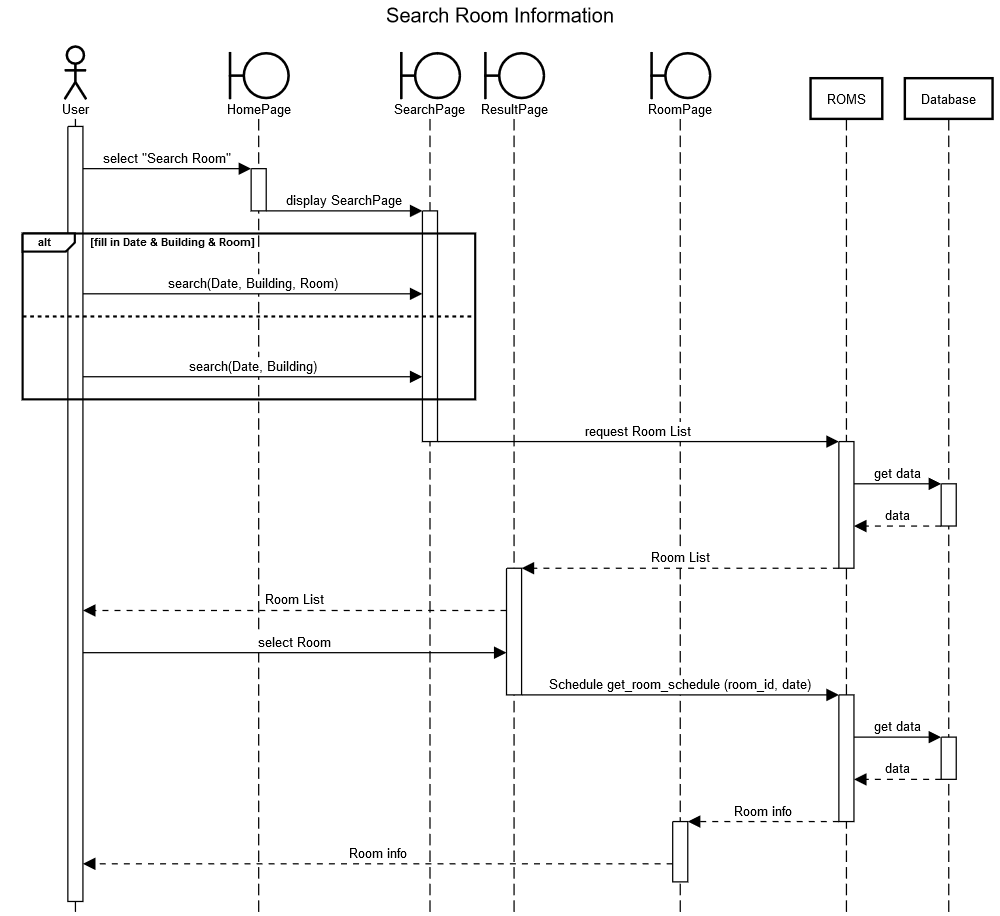 Search Room Information
User
HomePage
SearchPage
ResultPage
RoomPage
ROMS
Database
select "Search Room"
display SearchPage
alt
[fill in Date & Building & Room]
search(Date, Building, Room)
search(Date, Building)
request Room List
get data
data
Room List
Room List
select Room
Schedule get_room_schedule (room_id, date)
get data
data
Room info
Room info